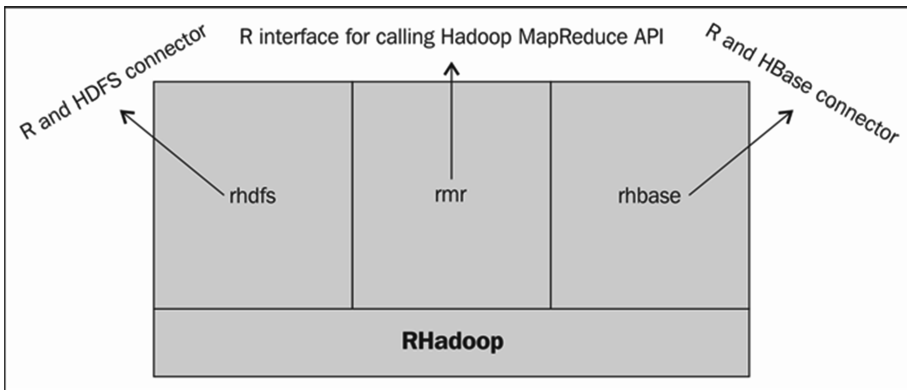 R and HDFS connector
R interface for calling Hadoop MapReduce API
R and HBase connector
rhdfs
rmr
rhbase
RHadoop